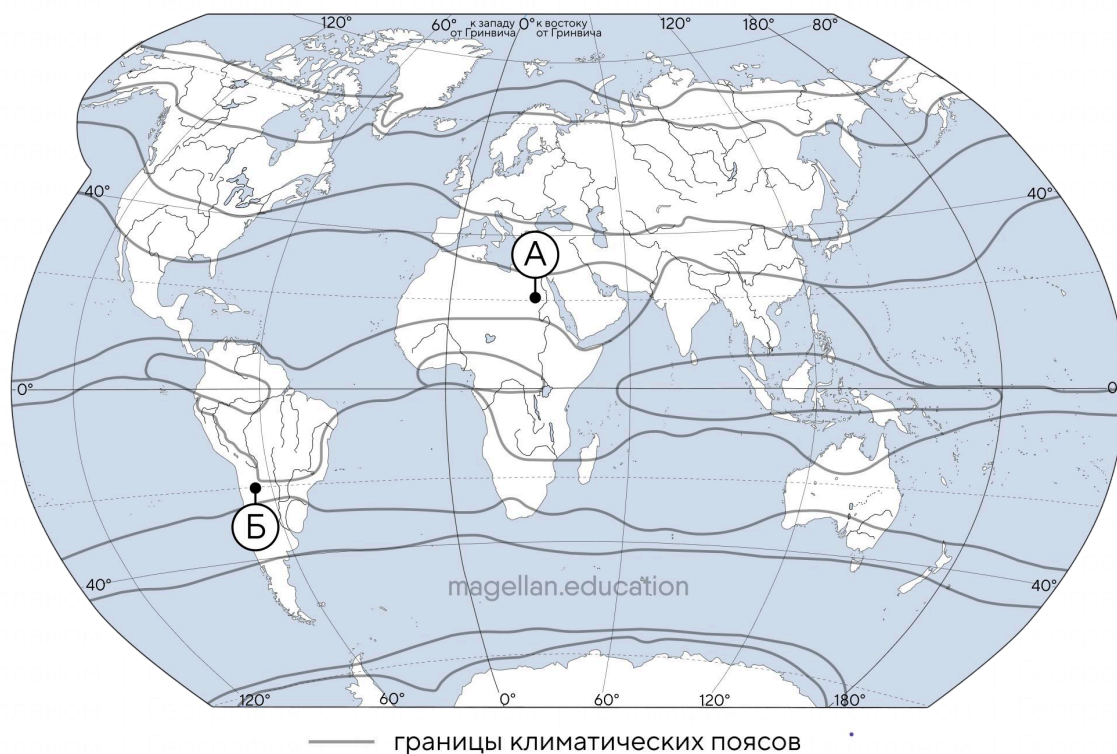 120° 60° к западу 0° к востоку 120° 80°
от Гринвича от Гринвича
40° 40°
А
0° 0°
Б
magellan.education
40° 40°
120° 60° 0° 60° 120° 180°
границы климатических поясов